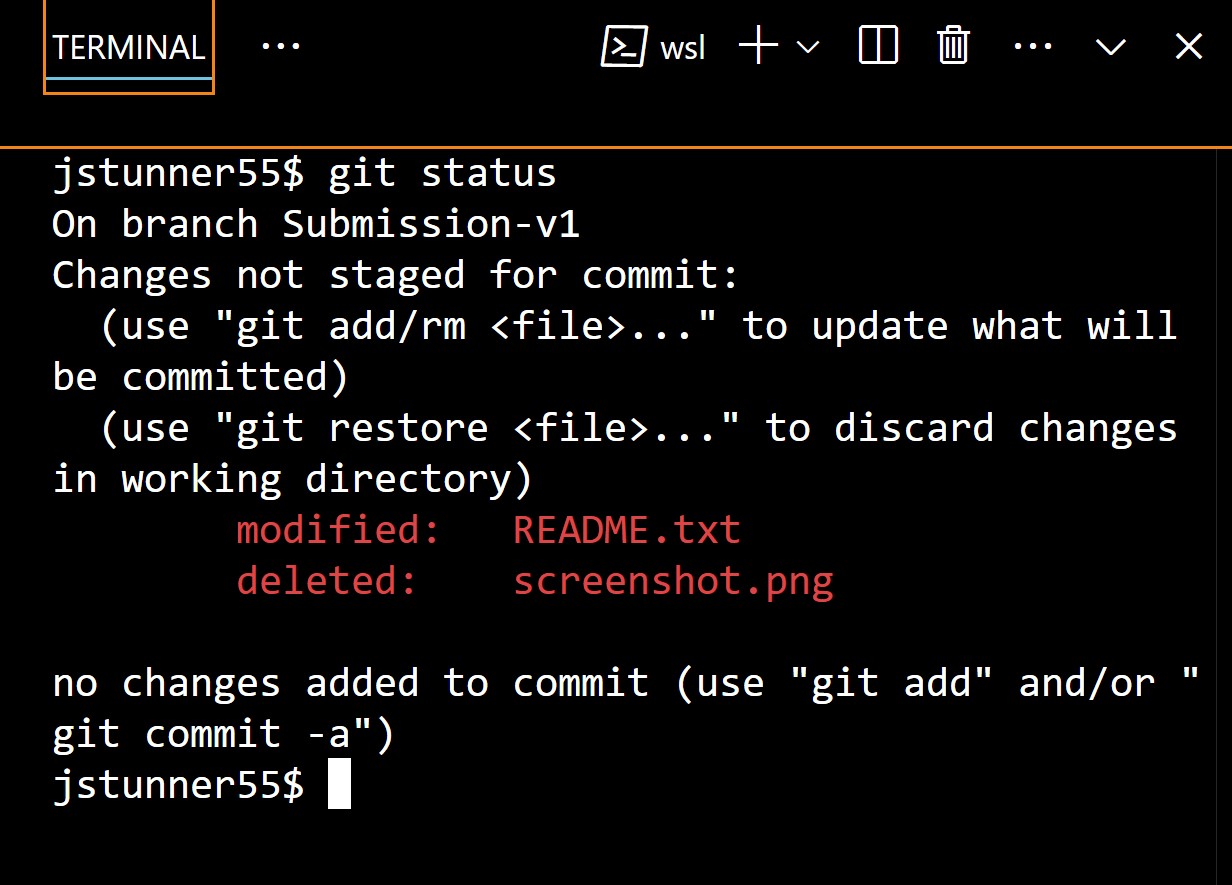 TERMINAL ... wsl
jstunner55$ git status
On branch Submission-v1
Changes not staged for commit:
  (use "git add/rm <file>..." to update what will
be committed)
  (use "git restore <file>..." to discard changes
in working directory)
        modified:   README.txt
        deleted:    screenshot.png

no changes added to commit (use "git add" and/or "
git commit -a")
jstunner55$